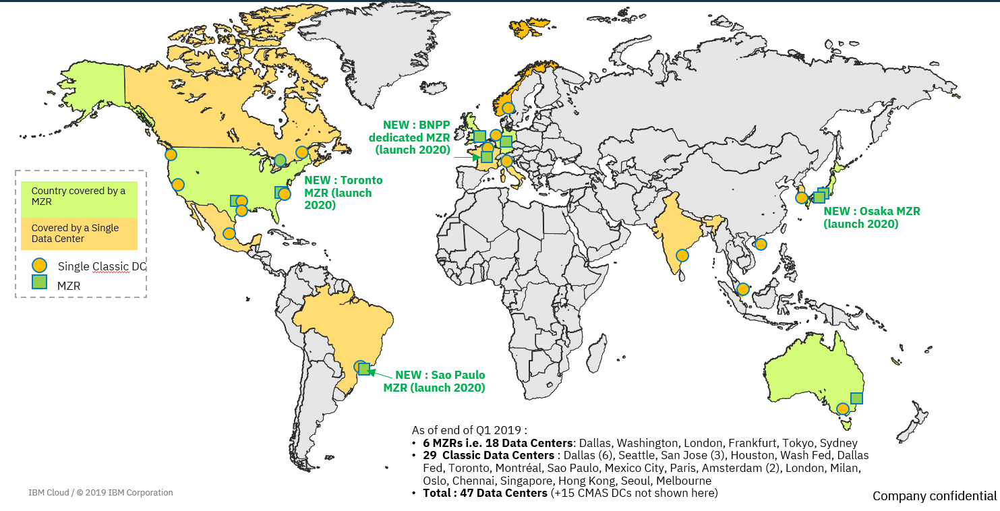 NEW : BNPP
dedicated MZR
(launch 2020)
NEW : Toronto
MZR (launch
2020)
Country covered by a
MZR
Covered by a Single
Data Center
Single Classic DC
MZR
NEW : Osaka MZR
(launch 2020)
NEW : Sao Paulo
MZR (launch 2020)
As of end of Q1 2019 :
• 6 MZRs i.e. 18 Data Centers: Dallas, Washington, London, Frankfurt, Tokyo, Sydney
• 29  Classic Data Centers : Dallas (6), Seattle, San Jose (3), Houston, Wash Fed, Dallas
Fed, Toronto, Montréal, Sao Paulo, Mexico City, Paris, Amsterdam (2), London, Milan,
Oslo, Chennai, Singapore, Hong Kong, Seoul, Melbourne
• Total : 47 Data Centers (+15 CMAS DCs not shown here)
IBM Cloud / © 2019 IBM Corporation
Company confidential